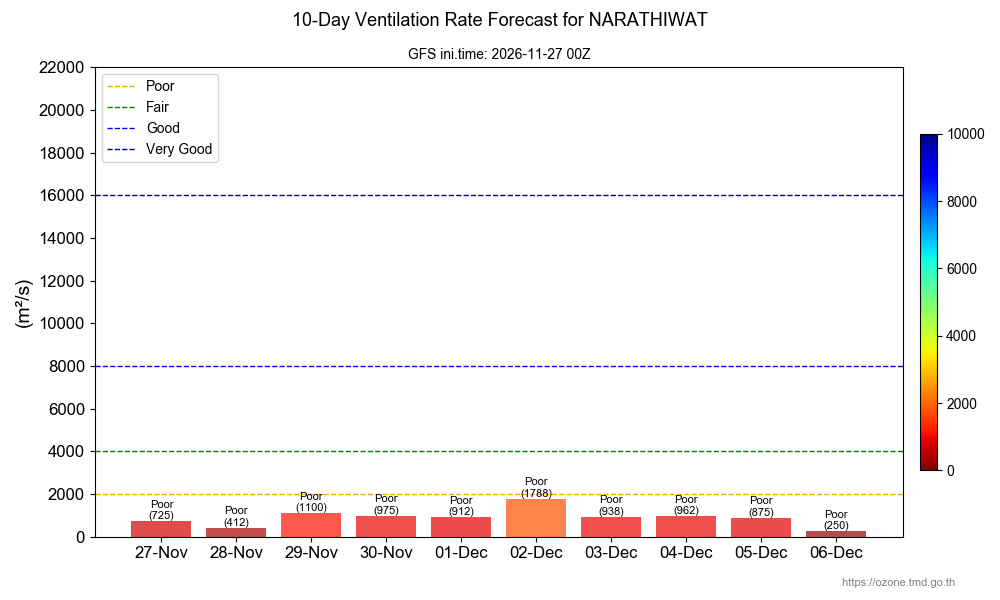 10-Day Ventilation Rate Forecast for NARATHIWAT
GFS ini.time: 2026-11-27 00Z
(m²/s)
22000
20000
18000
16000
14000
12000
10000
8000
6000
4000
2000
0
Poor
Fair
Good
Very Good
Poor
(725)
Poor
(412)
Poor
(1100)
Poor
(975)
Poor
(912)
Poor
(1788)
Poor
(938)
Poor
(962)
Poor
(875)
Poor
(250)
27-Nov
28-Nov
29-Nov
30-Nov
01-Dec
02-Dec
03-Dec
04-Dec
05-Dec
06-Dec
10000
8000
6000
4000
2000
0
https://ozone.tmd.go.th